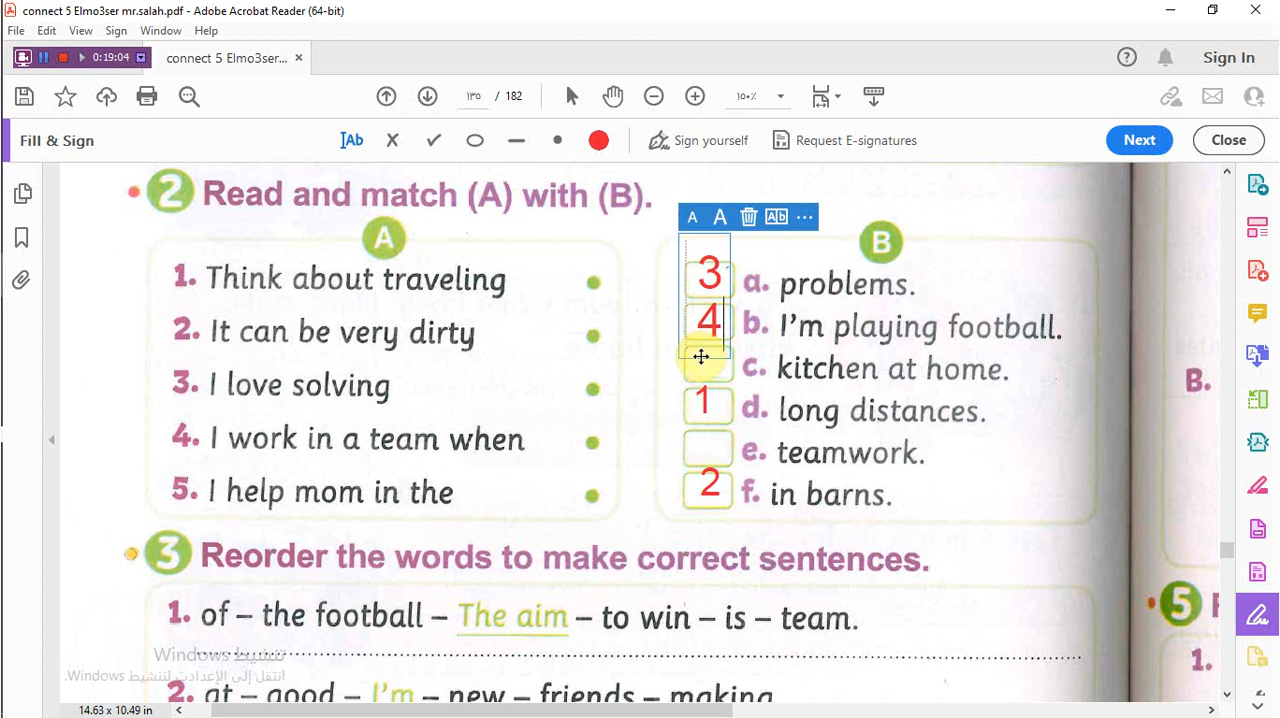 connect 5 Elmo3ser mr.salah.pdf - Adobe Acrobat Reader (64-bit)
File Edit View Sign Window Help
0:19:04
connect 5 Elmo3ser... ×
Sign In
١٣٥ / 182
١٥٠٪
Fill & Sign
Ab
Sign yourself
Request E-signatures
Next
Close
2 Read and match (A) with (B).
A A Ab ...
A
B
1. Think about traveling
2. It can be very dirty
3. I love solving
4. I work in a team when
5. I help mom in the
3 a. problems.
4 b. I'm playing football.
c. kitchen at home.
1 d. long distances.
e. teamwork.
2 f. in barns.
B.
3 Reorder the words to make correct sentences.
1. of – the football – The aim – to win – is – team.
2. at – good – I'm – new – friends – making
5
1.
تنشيط Windows
انتقل إلى الإعدادات لتنشيط Windows.
14.63 x 10.49 in